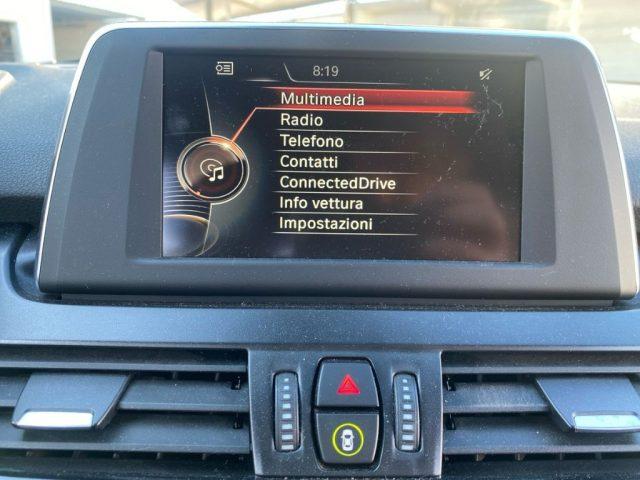 8:19
Multimedia
Radio
Telefono
Contatti
ConnectedDrive
Info vettura
Impostazioni